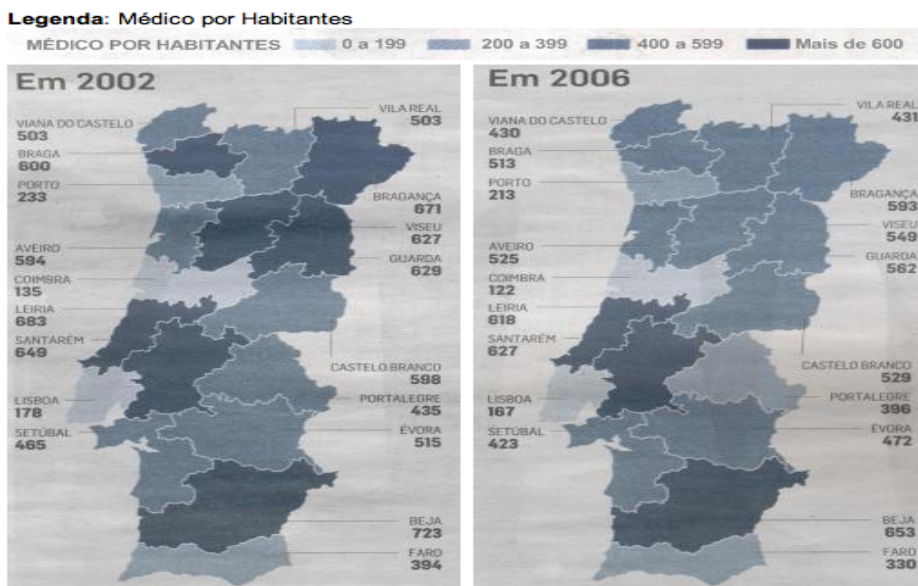 Legenda: Médico por Habitantes
MÉDICO POR HABITANTES 0 a 199 200 a 399 400 a 599 Mais de 600
Em 2002
VILA REAL
503
VIANA DO CASTELO
503
BRAGA
600
PORTO
233
BRAGANÇA
671
VISEU
627
AVEIRO
594
GUARDA
629
COIMBRA
135
LEIRIA
683
SANTARÉM
649
CASTELO BRANCO
598
LISBOA
178
PORTALEGRE
435
SETÚBAL
465
ÉVORA
515
BEJA
723
FARO
394
Em 2006
VILA REAL
431
VIANA DO CASTELO
430
BRAGA
513
PORTO
213
BRAGANÇA
593
VISEU
549
AVEIRO
525
GUARDA
562
COIMBRA
122
LEIRIA
618
SANTARÉM
627
CASTELO BRANCO
529
LISBOA
167
PORTALEGRE
396
SETÚBAL
423
ÉVORA
472
BEJA
653
FARO
330